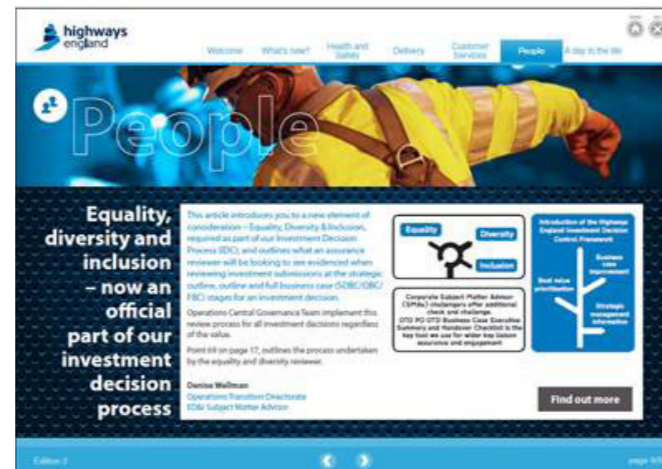 highways
england
Welcome
What's new?
Health and
Safety
Delivery
Customer
Services
People
A day in the life
People
Equality,
diversity and
inclusion
– now an
official
part of our
investment
decision
process
This article introduces you to a new element of
consideration – Equality, Diversity & Inclusion,
required as part of our Investment Decision
Process (IDC), and outlines what an assurance
reviewer will be looking to see evidenced when
reviewing investment submissions at the strategic
outline, outline and full business case (SOBC/OBC/
FBC) stages for an investment decision.
Operations Central Governance Team implement this
review process for all investment decisions regardless
of the value.
Point 69 on page 17, outlines the process undertaken
by the equality and diversity reviewer.
Denise Wellman
Operations Transition Directorate
ED&I Subject Matter Advisor
Equality
Diversity
Inclusion
Corporate Subject Matter Advisor
(SMAs) challengers offer additional
check and challenge
OTD PO OTD Business Case Executive
Summary and Handover Checklist is the
key tool we use for wider key liaison
assurance and engagement
Introduction of the Highways
England Investment Decision
Control Framework
Business
case
improvement
Best value
prioritisation
Strategic
management
information
Find out more
Edition 3
page